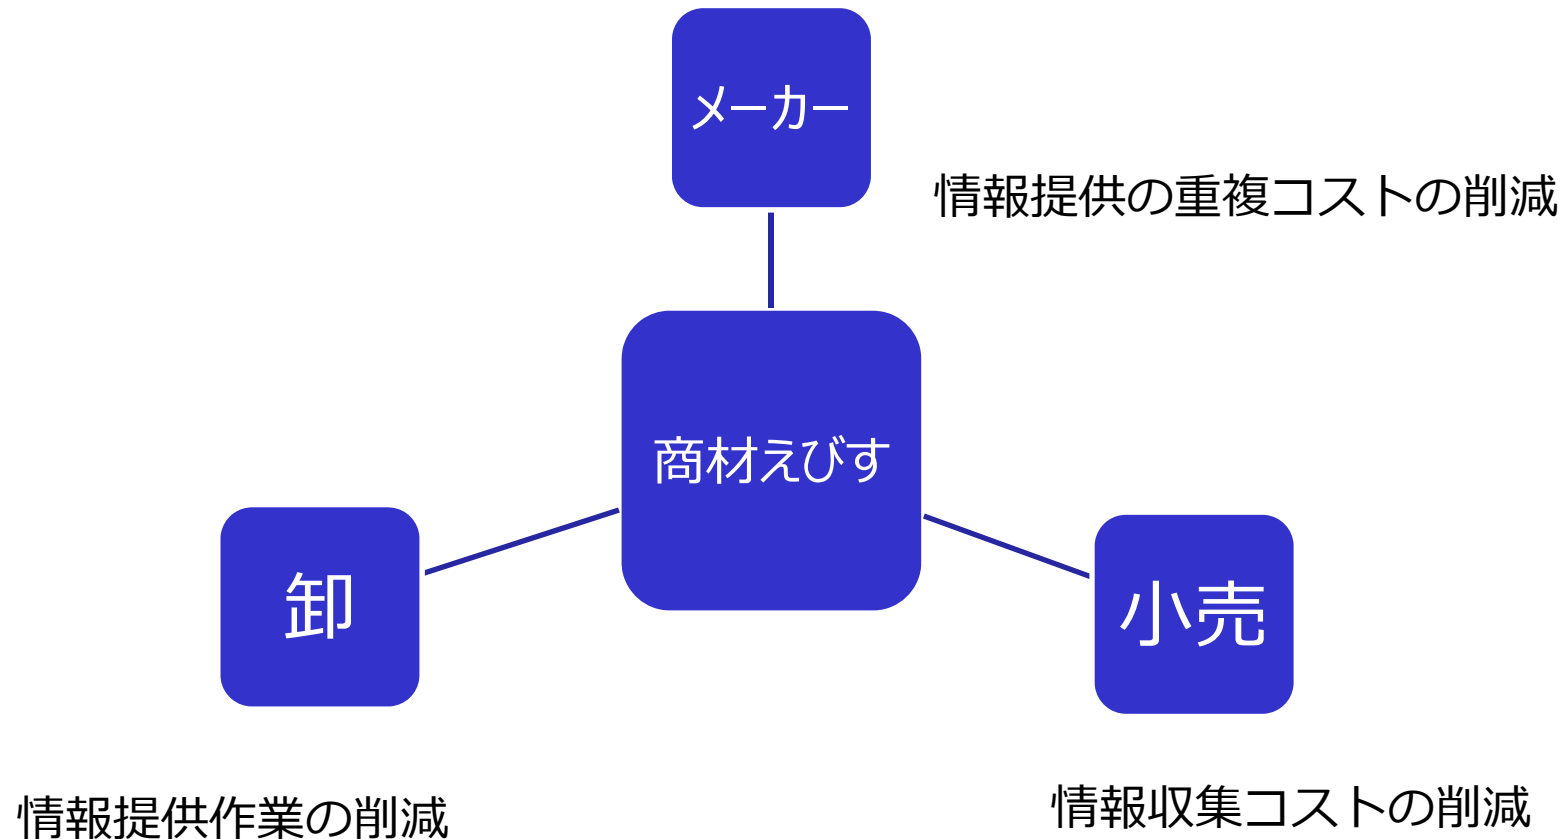 メーカー
情報提供の重複コストの削減
商材えびす
卸
小売
情報提供作業の削減
情報収集コストの削減